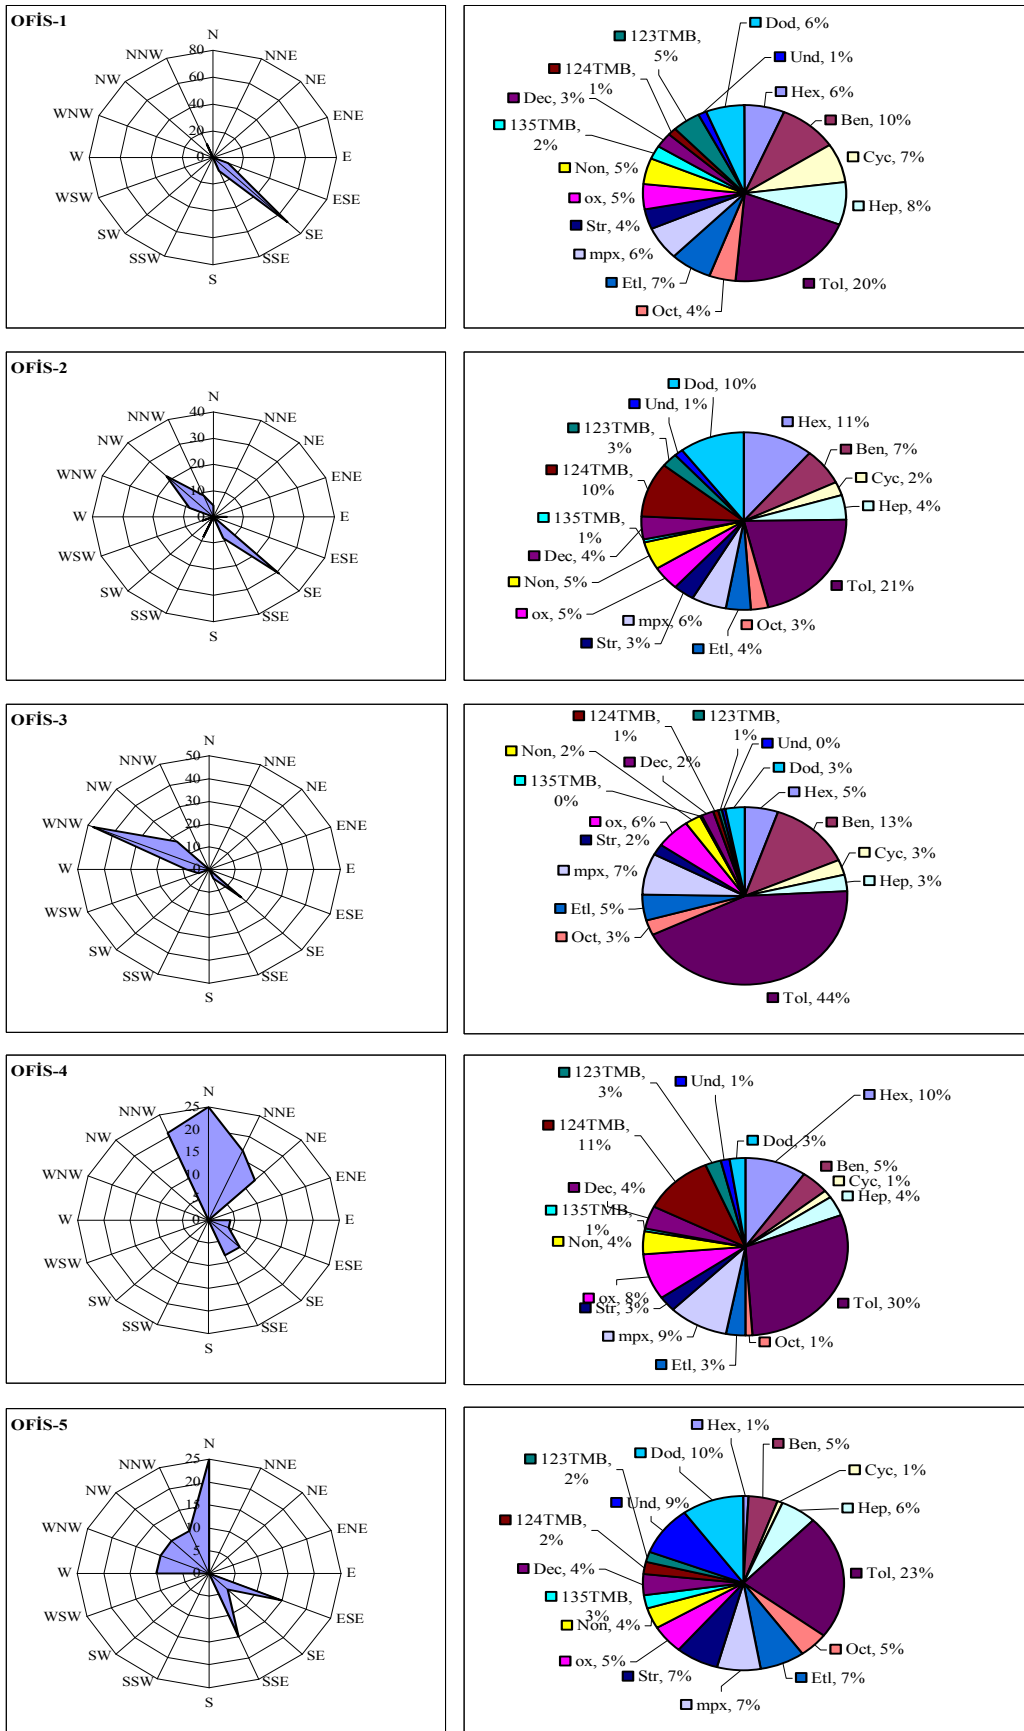 OFİS-1
N
NNE
NE
ENE
E
ESE
SE
SSE
S
SSW
SW
WSW
W
WNW
NW
NNW
80
60
40
20
0
Dod, 6%
Und, 1%
Hex, 6%
Ben, 10%
Cyc, 7%
Hep, 8%
Tol, 20%
Oct, 4%
Etl, 7%
mpx, 6%
Str, 4%
ox, 5%
Non, 5%
135TMB,
2%
Dec, 3%
124TMB,
1%
123TMB,
5%
OFİS-2
N
NNE
NE
ENE
E
ESE
SE
SSE
S
SSW
SW
WSW
W
WNW
NW
NNW
40
30
20
10
0
Dod, 10%
Und, 1%
Hex, 11%
Ben, 7%
Cyc, 2%
Hep, 4%
Tol, 21%
Oct, 3%
Etl, 4%
mpx, 6%
Str, 3%
ox, 5%
Non, 5%
Dec, 4%
135TMB,
1%
124TMB,
10%
123TMB,
3%
OFİS-3
N
NNE
NE
ENE
E
ESE
SE
SSE
S
SSW
SW
WSW
W
WNW
NW
NNW
50
40
30
20
10
0
124TMB,
1%
123TMB,
1%
Und, 0%
Dod, 3%
Hex, 5%
Ben, 13%
Cyc, 3%
Hep, 3%
Tol, 44%
Oct, 3%
Etl, 5%
mpx, 7%
Str, 2%
ox, 6%
135TMB,
0%
Non, 2%
Dec, 2%
OFİS-4
N
NNE
NE
ENE
E
ESE
SE
SSE
S
SSW
SW
WSW
W
WNW
NW
NNW
25
20
15
10
5
0
123TMB,
3%
Und, 1%
Hex, 10%
Dod, 3%
Ben, 5%
Cyc, 1%
Hep, 4%
Tol, 30%
Oct, 1%
Etl, 3%
mpx, 9%
Str, 3%
ox, 8%
Non, 4%
135TMB,
1%
Dec, 4%
124TMB,
11%
OFİS-5
N
NNE
NE
ENE
E
ESE
SE
SSE
S
SSW
SW
WSW
W
WNW
NW
NNW
25
20
15
10
5
0
Hex, 1%
Ben, 5%
Cyc, 1%
Hep, 6%
Tol, 23%
Oct, 5%
Etl, 7%
mpx, 7%
Str, 7%
ox, 5%
Non, 4%
135TMB,
3%
Dec, 4%
124TMB,
2%
Und, 9%
123TMB,
2%
Dod, 10%